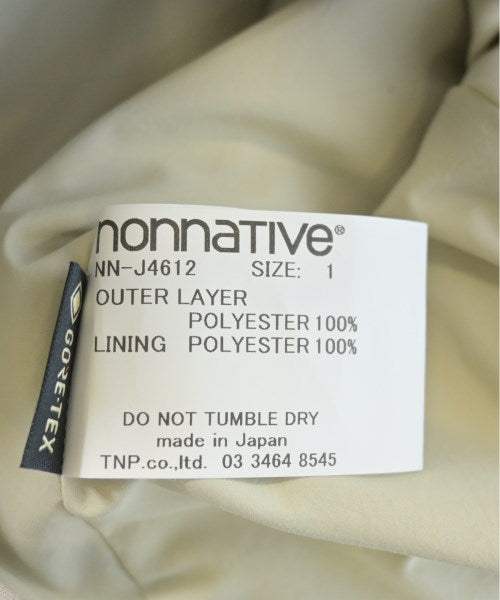 nonnative®
NN-J4612 SIZE: 1
OUTER LAYER
POLYESTER 100%
LINING POLYESTER 100%
DO NOT TUMBLE DRY
made in Japan
TNP.co.,ltd. 03 3464 8545
GORE-TEX